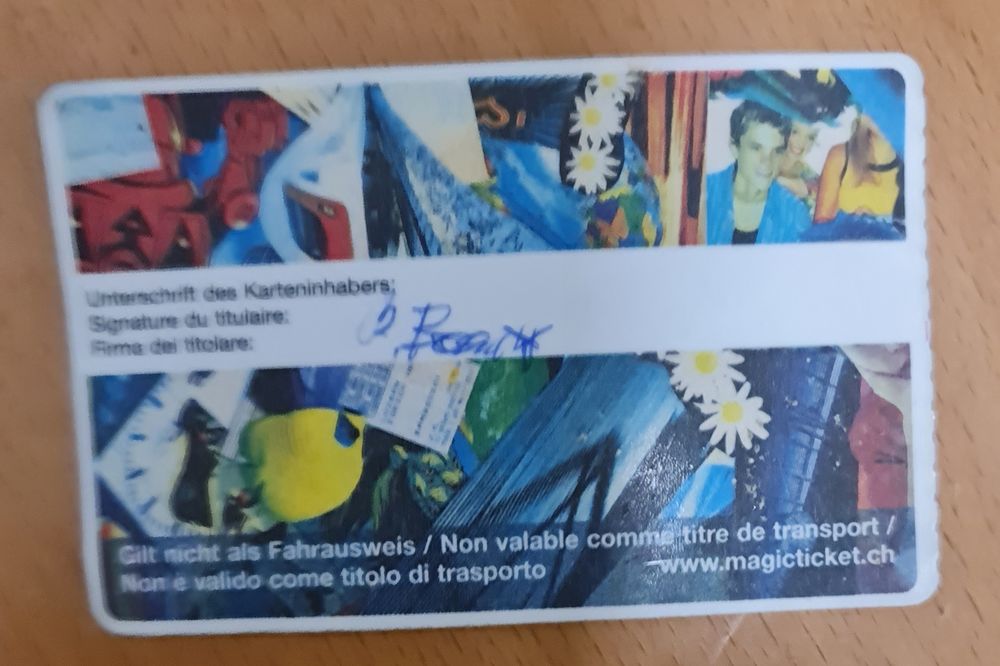 Unterschrift des Karteninhabers:
Signature du titulaire:
Firma del titolare:
Gilt nicht als Fahrausweis / Non valable comme titre de transport /
Non è valido come titolo di trasporto
www.magicticket.ch